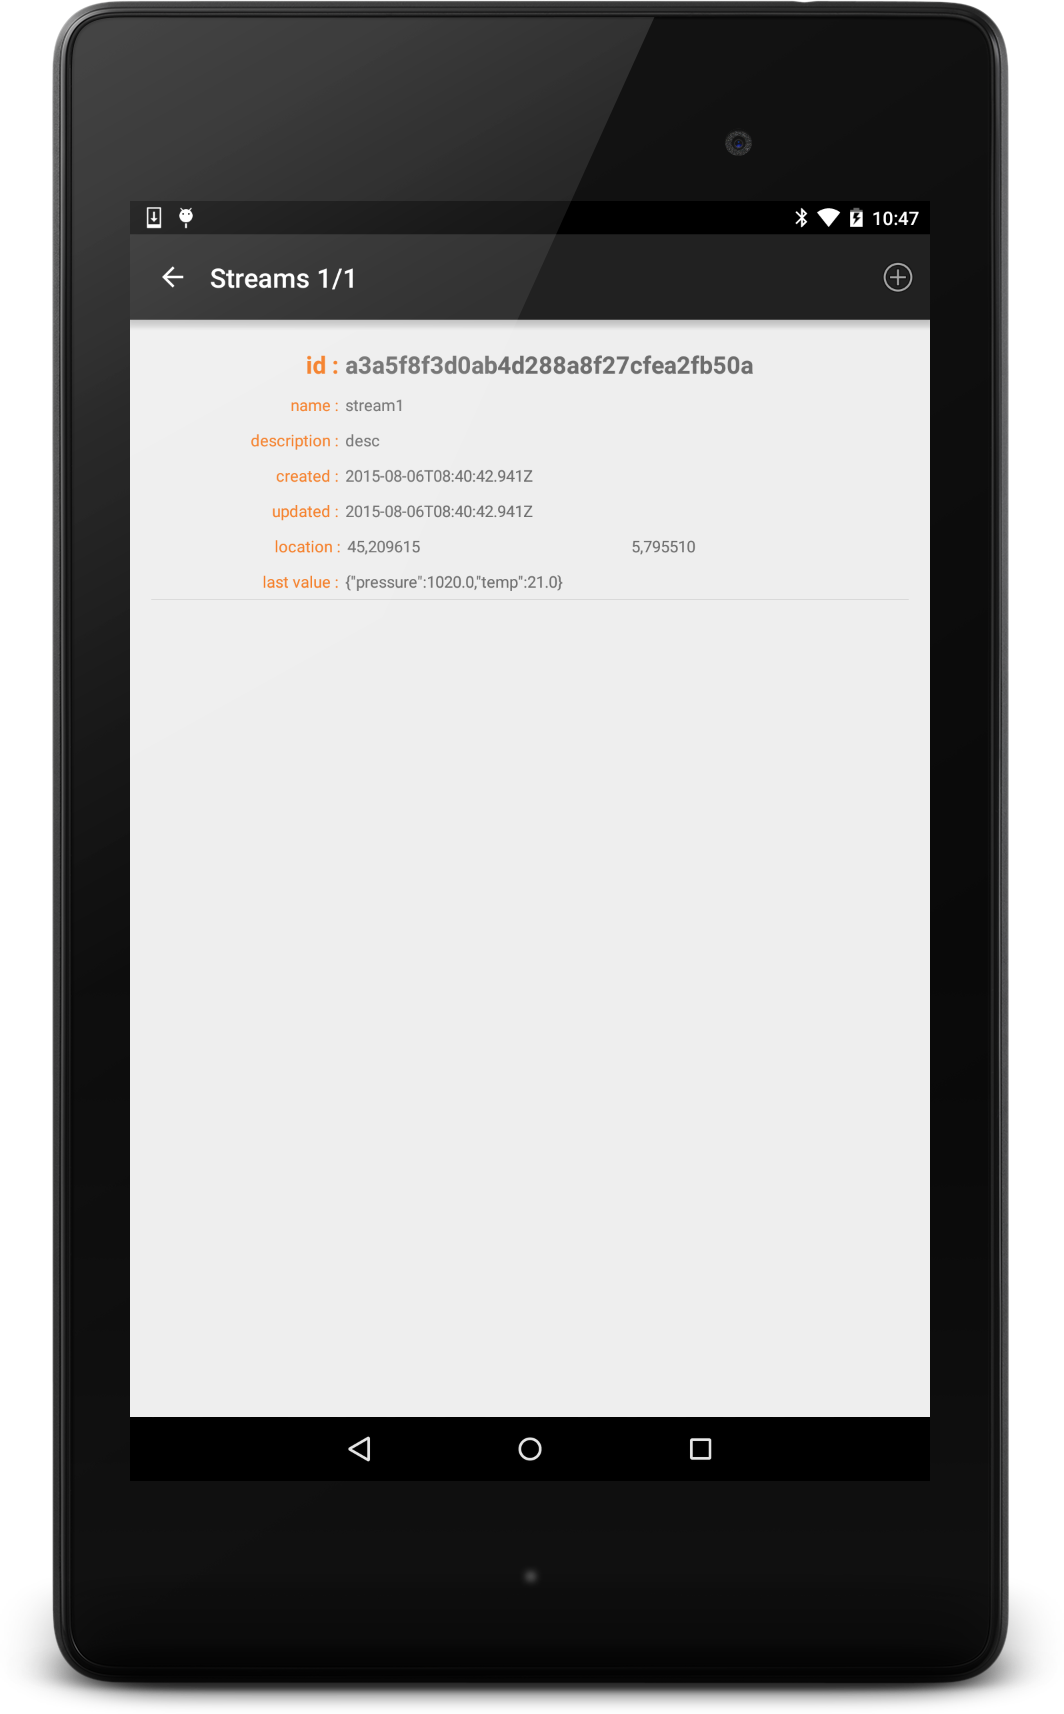 10:47
Streams 1/1
id : a3a5f8f3d0ab4d288a8f27cfea2fb50a
name : stream1
description : desc
created : 2015-08-06T08:40:42.941Z
updated : 2015-08-06T08:40:42.941Z
location : 45,209615 5,795510
last value : {"pressure":1020.0,"temp":21.0}